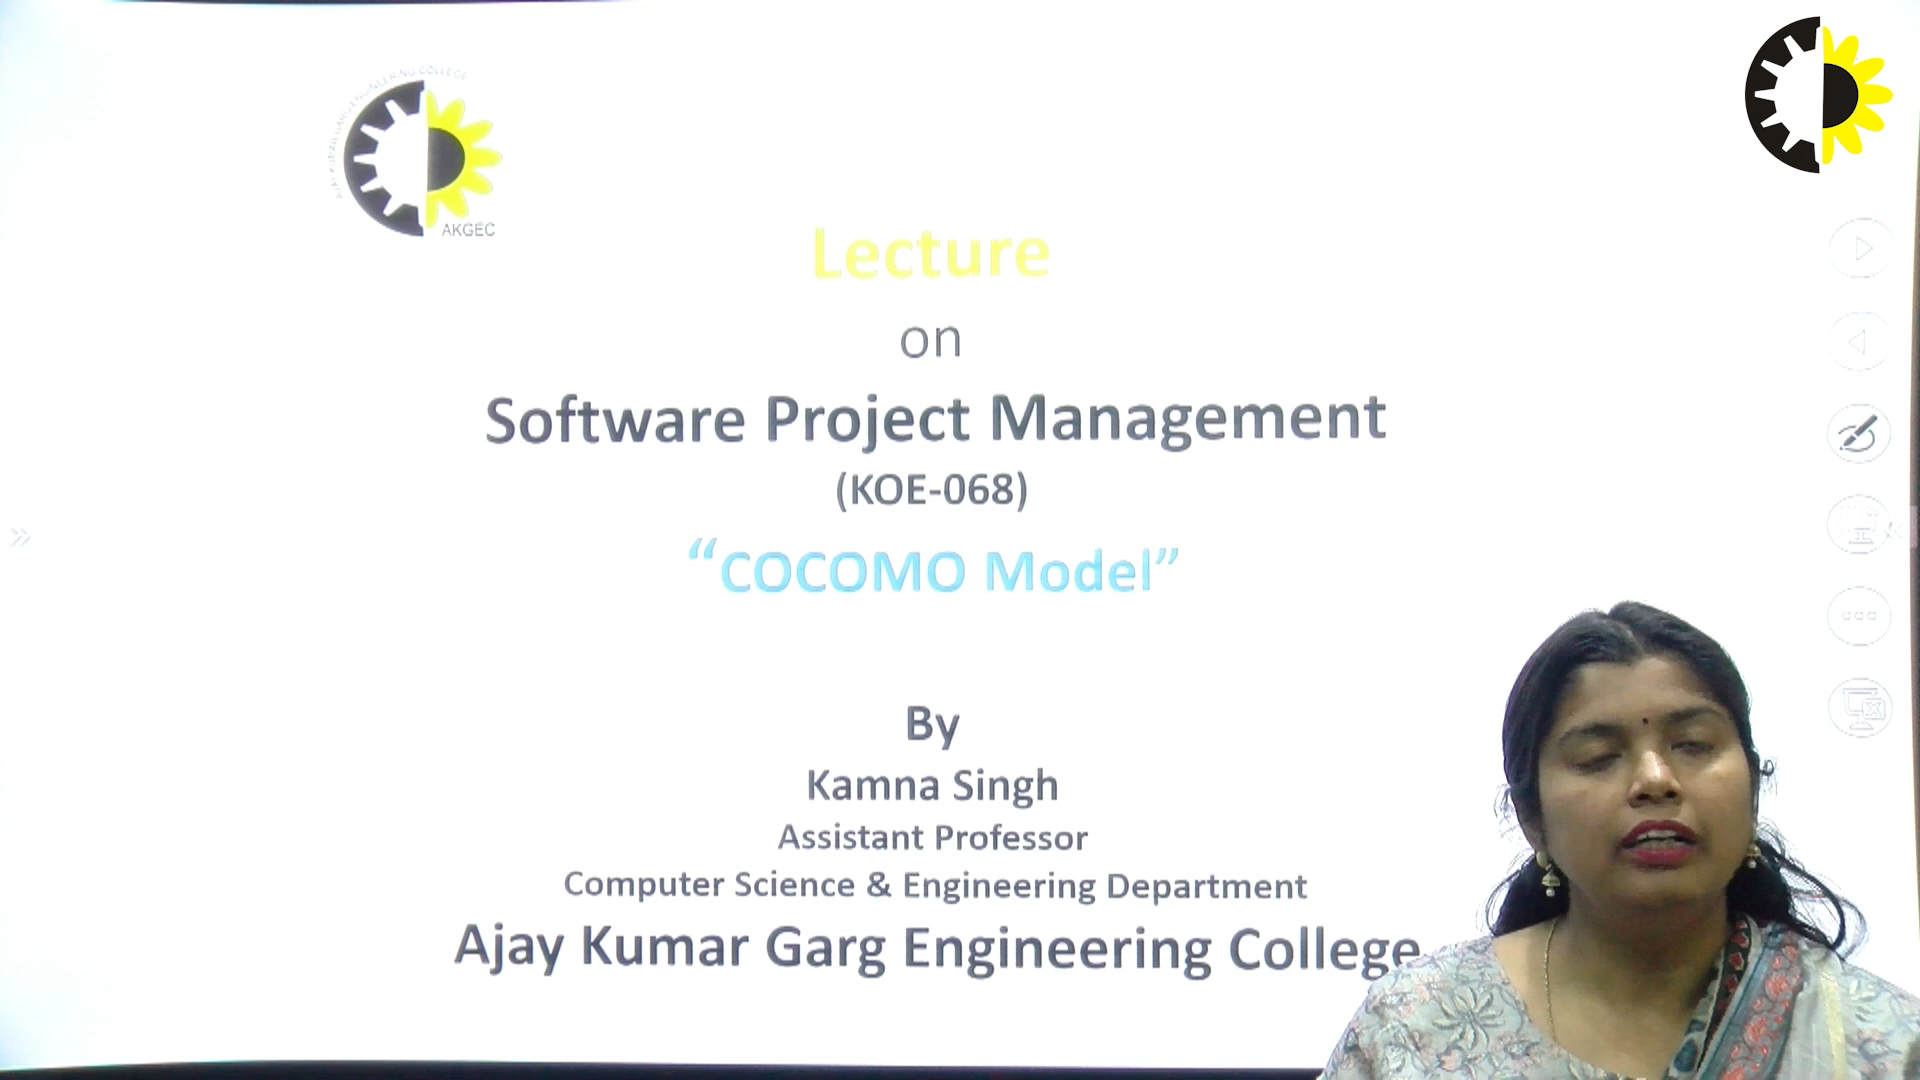 AKGEC
Lecture
on
Software Project Management
(KOE-068)
“COCOMO Model”
By
Kamna Singh
Assistant Professor
Computer Science & Engineering Department
Ajay Kumar Garg Engineering College